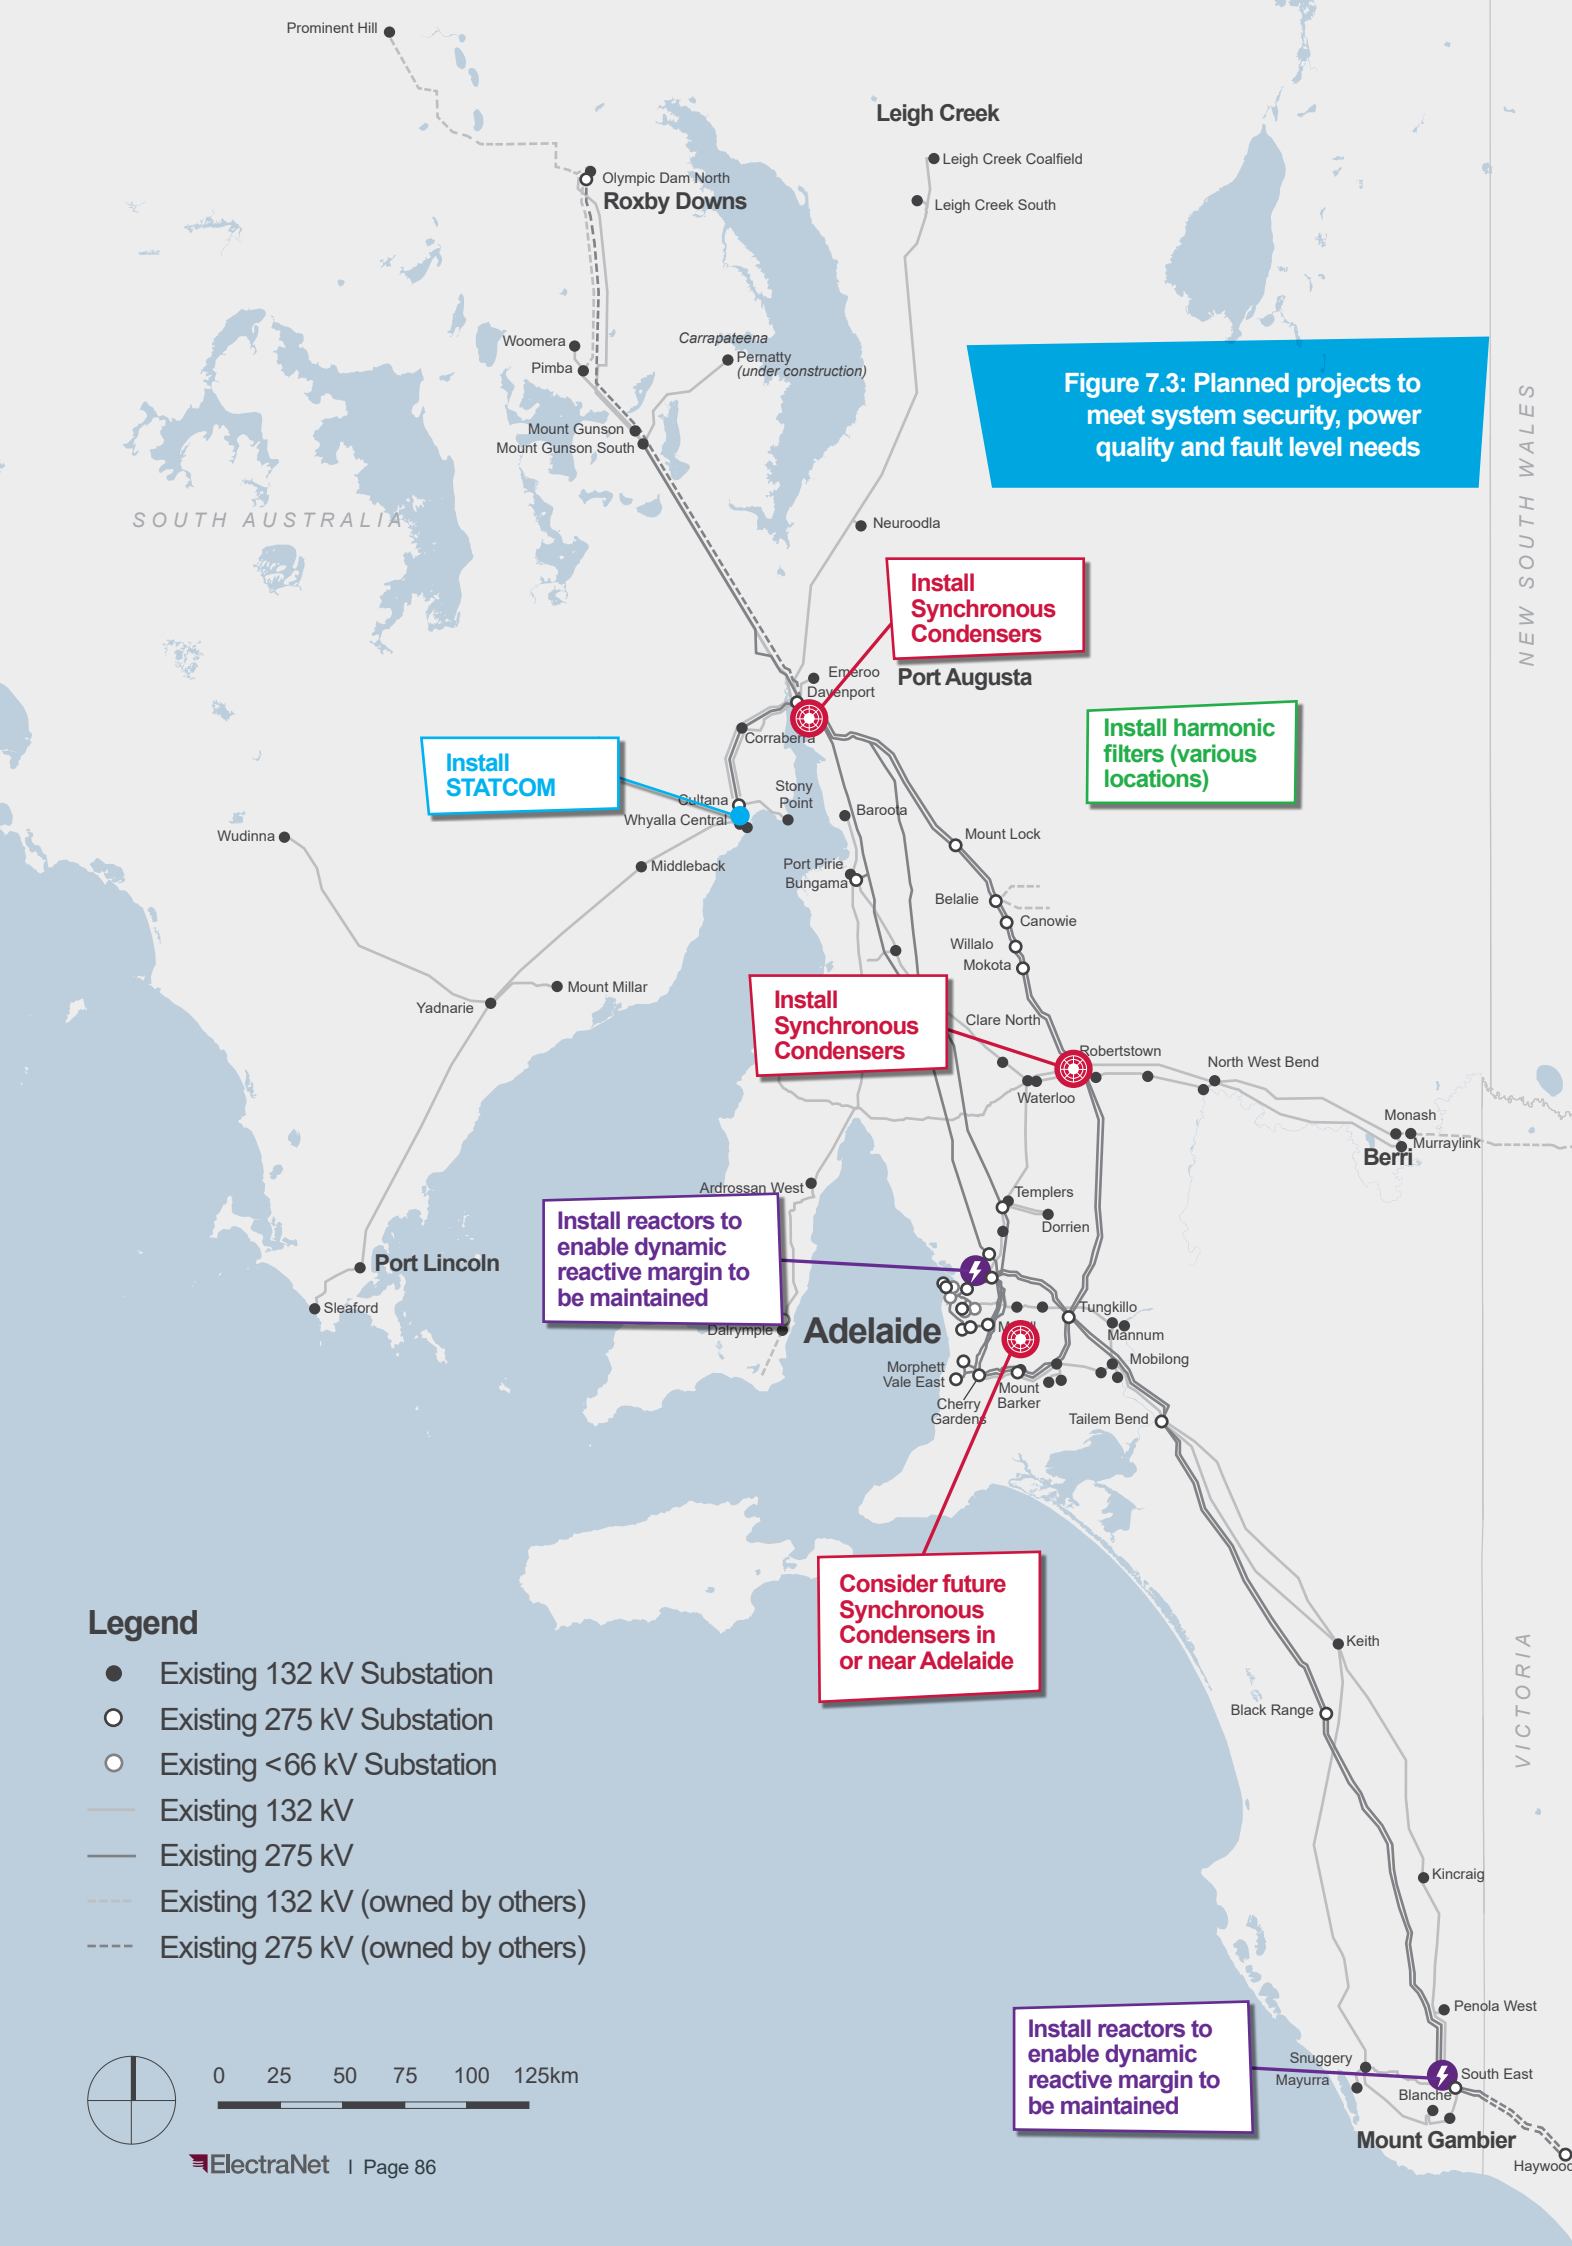 Prominent Hill
Leigh Creek
Leigh Creek Coalfield
Olympic Dam North
Roxby Downs
Leigh Creek South
Woomera
Carrapateena
Pernatty
(under construction)
Pimba
Figure 7.3: Planned projects to
meet system security, power
quality and fault level needs
NEW SOUTH WALES
Mount Gunson
Mount Gunson South
SOUTH AUSTRALIA
Neuroodla
Install
Synchronous
Condensers
Emeroo
Port Augusta
Davenport
Corraberra
Install harmonic
filters (various
locations)
Install
STATCOM
Stony
Point
Cultana
Whyalla Central
Baroota
Wudinna
Mount Lock
Middleback
Port Pirie
Bungama
Belalie
Canowie
Willalo
Mokota
Mount Millar
Yadnarie
Install
Synchronous
Condensers
Clare North
Robertstown
North West Bend
Waterloo
Monash
Murraylink
Berri
Ardrossan West
Templers
Dorrien
Install reactors to
enable dynamic
reactive margin to
be maintained
Port Lincoln
Sleaford
Dalrymple
Adelaide
Tungkillo
Mannum
Mobilong
Morphett
Vale East
Mount
Barker
Cherry
Gardens
Tailem Bend
Consider future
Synchronous
Condensers in
or near Adelaide
Keith
Black Range
VICTORIA
Legend
Existing 132 kV Substation
Existing 275 kV Substation
Existing <66 kV Substation
Existing 132 kV
Existing 275 kV
Existing 132 kV (owned by others)
Existing 275 kV (owned by others)
Kincraig
Penola West
Install reactors to
enable dynamic
reactive margin to
be maintained
Snuggery
Mayurra
South East
Blanche
Mount Gambier
Haywood
0 25 50 75 100 125km
ElectraNet | Page 86